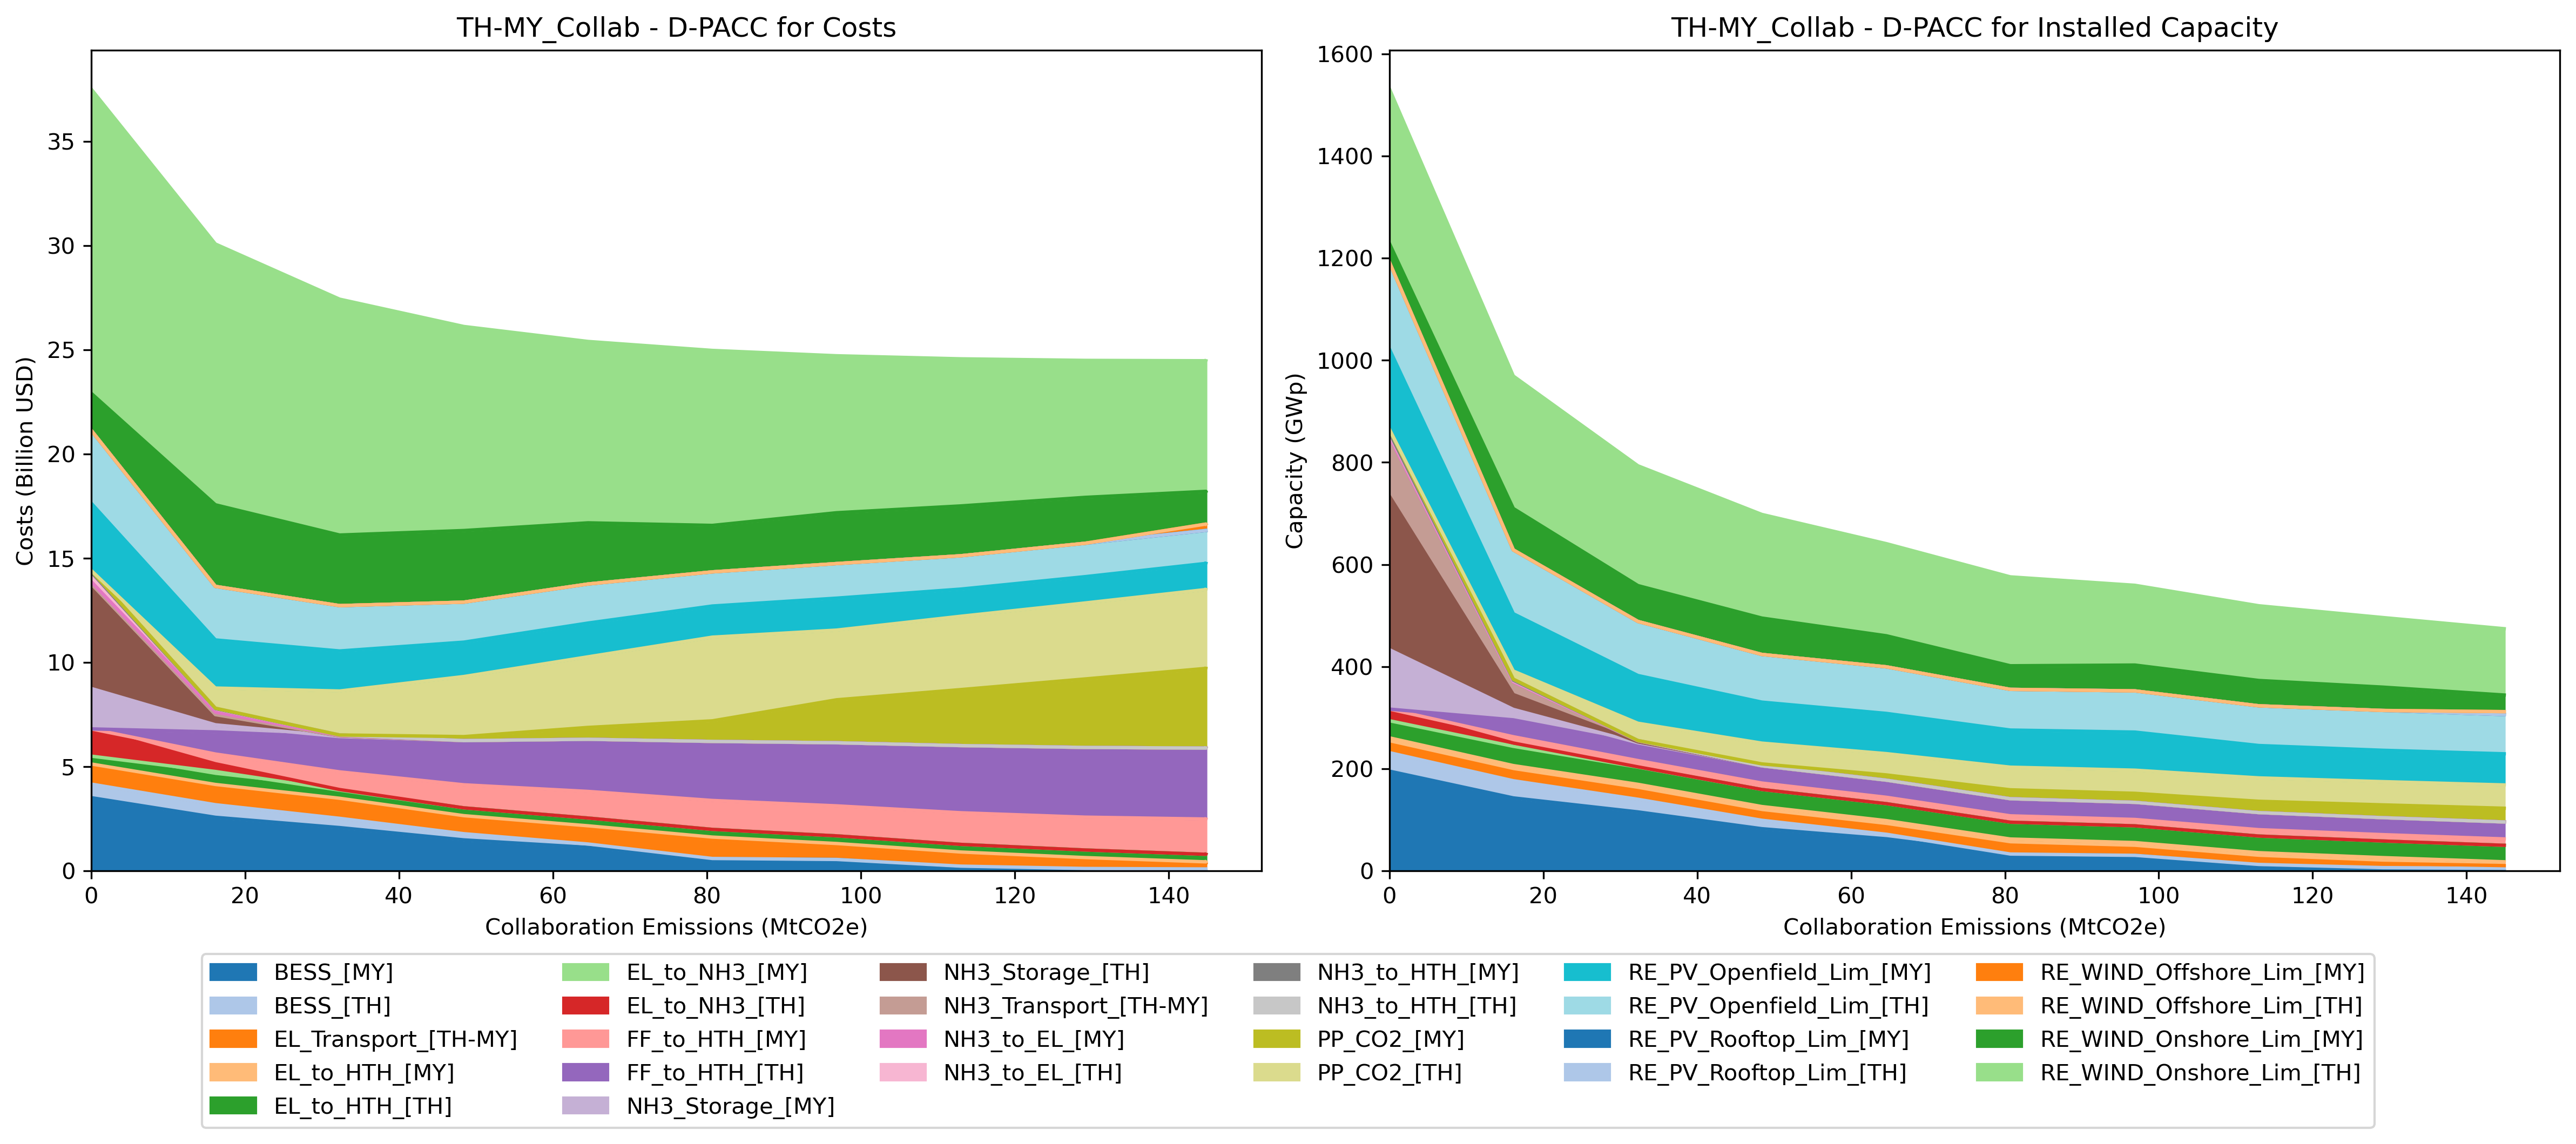 TH-MY_Collab - D-PACC for Costs
Costs (Billion USD)
35
30
25
20
15
10
5
0
0 20 40 60 80 100 120 140
Collaboration Emissions (MtCO2e)
TH-MY_Collab - D-PACC for Installed Capacity
Capacity (GWp)
1600
1400
1200
1000
800
600
400
200
0
0 20 40 60 80 100 120 140
Collaboration Emissions (MtCO2e)
BESS_[MY]
BESS_[TH]
EL_Transport_[TH-MY]
EL_to_HTH_[MY]
EL_to_HTH_[TH]
EL_to_NH3_[MY]
EL_to_NH3_[TH]
FF_to_HTH_[MY]
FF_to_HTH_[TH]
NH3_Storage_[MY]
NH3_Storage_[TH]
NH3_Transport_[TH-MY]
NH3_to_EL_[MY]
NH3_to_EL_[TH]
NH3_to_HTH_[MY]
NH3_to_HTH_[TH]
PP_CO2_[MY]
PP_CO2_[TH]
RE_PV_Openfield_Lim_[MY]
RE_PV_Openfield_Lim_[TH]
RE_PV_Rooftop_Lim_[MY]
RE_PV_Rooftop_Lim_[TH]
RE_WIND_Offshore_Lim_[MY]
RE_WIND_Offshore_Lim_[TH]
RE_WIND_Onshore_Lim_[MY]
RE_WIND_Onshore_Lim_[TH]